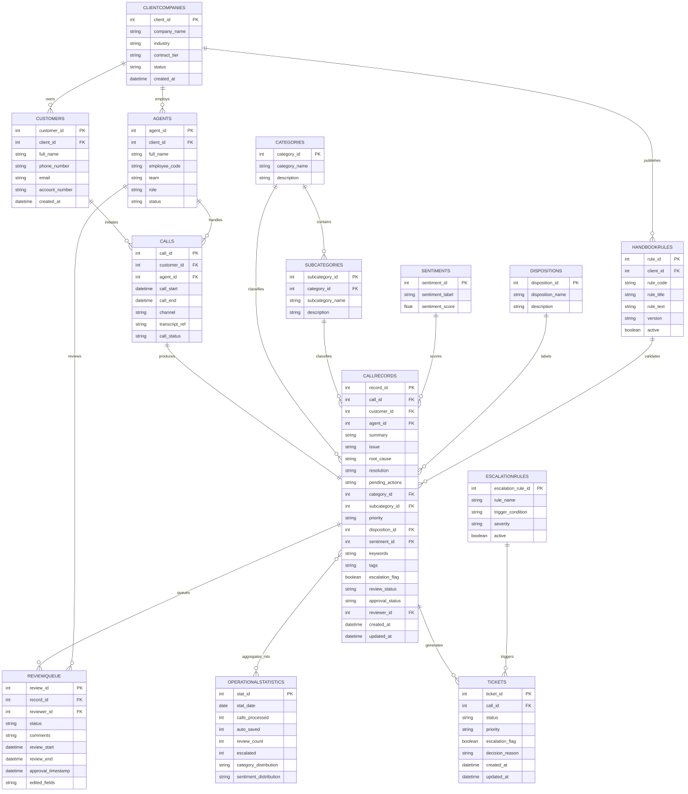 CLIENTCOMPANIES
int client_id PK
string company_name
string industry
string contract_tier
string status
datetime created_at
owns
employs
publishes
CUSTOMERS
int customer_id PK
int client_id FK
string full_name
string phone_number
string email
string account_number
datetime created_at
AGENTS
int agent_id PK
int client_id FK
string full_name
string employee_code
string team
string role
string status
CATEGORIES
int category_id PK
string category_name
string description
initiates
handles
contains
classifies
reviews
CALLS
int call_id PK
int customer_id FK
int agent_id FK
datetime call_start
datetime call_end
string channel
string transcript_ref
string call_status
SUBCATEGORIES
int subcategory_id PK
int category_id FK
string subcategory_name
string description
SENTIMENTS
int sentiment_id PK
string sentiment_label
float sentiment_score
DISPOSITIONS
int disposition_id PK
string disposition_name
string description
HANDBOOKRULES
int rule_id PK
int client_id FK
string rule_code
string rule_title
string rule_text
string version
boolean active
produces
classifies
scores
labels
validates
CALLRECORDS
int record_id PK
int call_id FK
int customer_id FK
int agent_id FK
string summary
string issue
string root_cause
string resolution
string pending_actions
int category_id FK
int subcategory_id FK
string priority
int disposition_id FK
int sentiment_id FK
string keywords
string tags
boolean escalation_flag
string review_status
string approval_status
int reviewer_id FK
datetime created_at
datetime updated_at
ESCALATIONRULES
int escalation_rule_id PK
string rule_name
string trigger_condition
string severity
boolean active
queues
aggregated_into
generates
triggers
REVIEWQUEUE
int review_id PK
int record_id FK
int reviewer_id FK
string status
string comments
datetime review_start
datetime review_end
datetime approval_timestamp
string edited_fields
OPERATIONALSTATISTICS
int stat_id PK
date stat_date
int calls_processed
int auto_saved
int review_count
int escalated
string category_distribution
string sentiment_distribution
TICKETS
int ticket_id PK
int call_id FK
string status
string priority
boolean escalation_flag
string decision_reason
datetime created_at
datetime updated_at